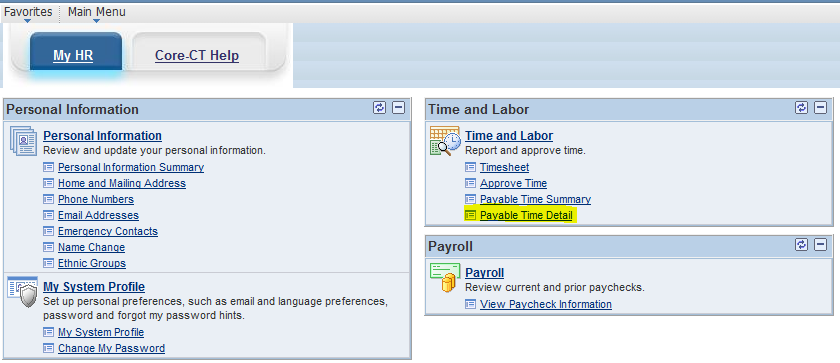 Favorites Main Menu
My HR Core-CT Help
Personal Information
Personal Information
Review and update your personal information.
Personal Information Summary
Home and Mailing Address
Phone Numbers
Email Addresses
Emergency Contacts
Name Change
Ethnic Groups
My System Profile
Set up personal preferences, such as email and language preferences,
password and forgot my password hints.
My System Profile
Change My Password
Time and Labor
Time and Labor
Report and approve time.
Timesheet
Approve Time
Payable Time Summary
Payable Time Detail
Payroll
Payroll
Review current and prior paychecks.
View Paycheck Information